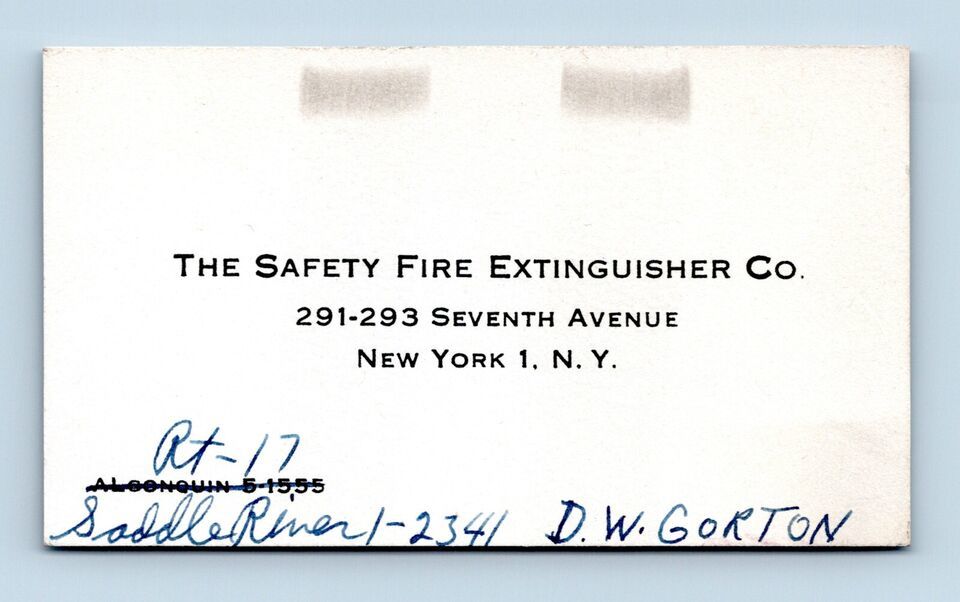 THE SAFETY FIRE EXTINGUISHER CO.
291-293 SEVENTH AVENUE
NEW YORK 1, N. Y.
Rt-17
ALGONQUIN 5-1555
Saddle River 1-2341 D. W. GORTON